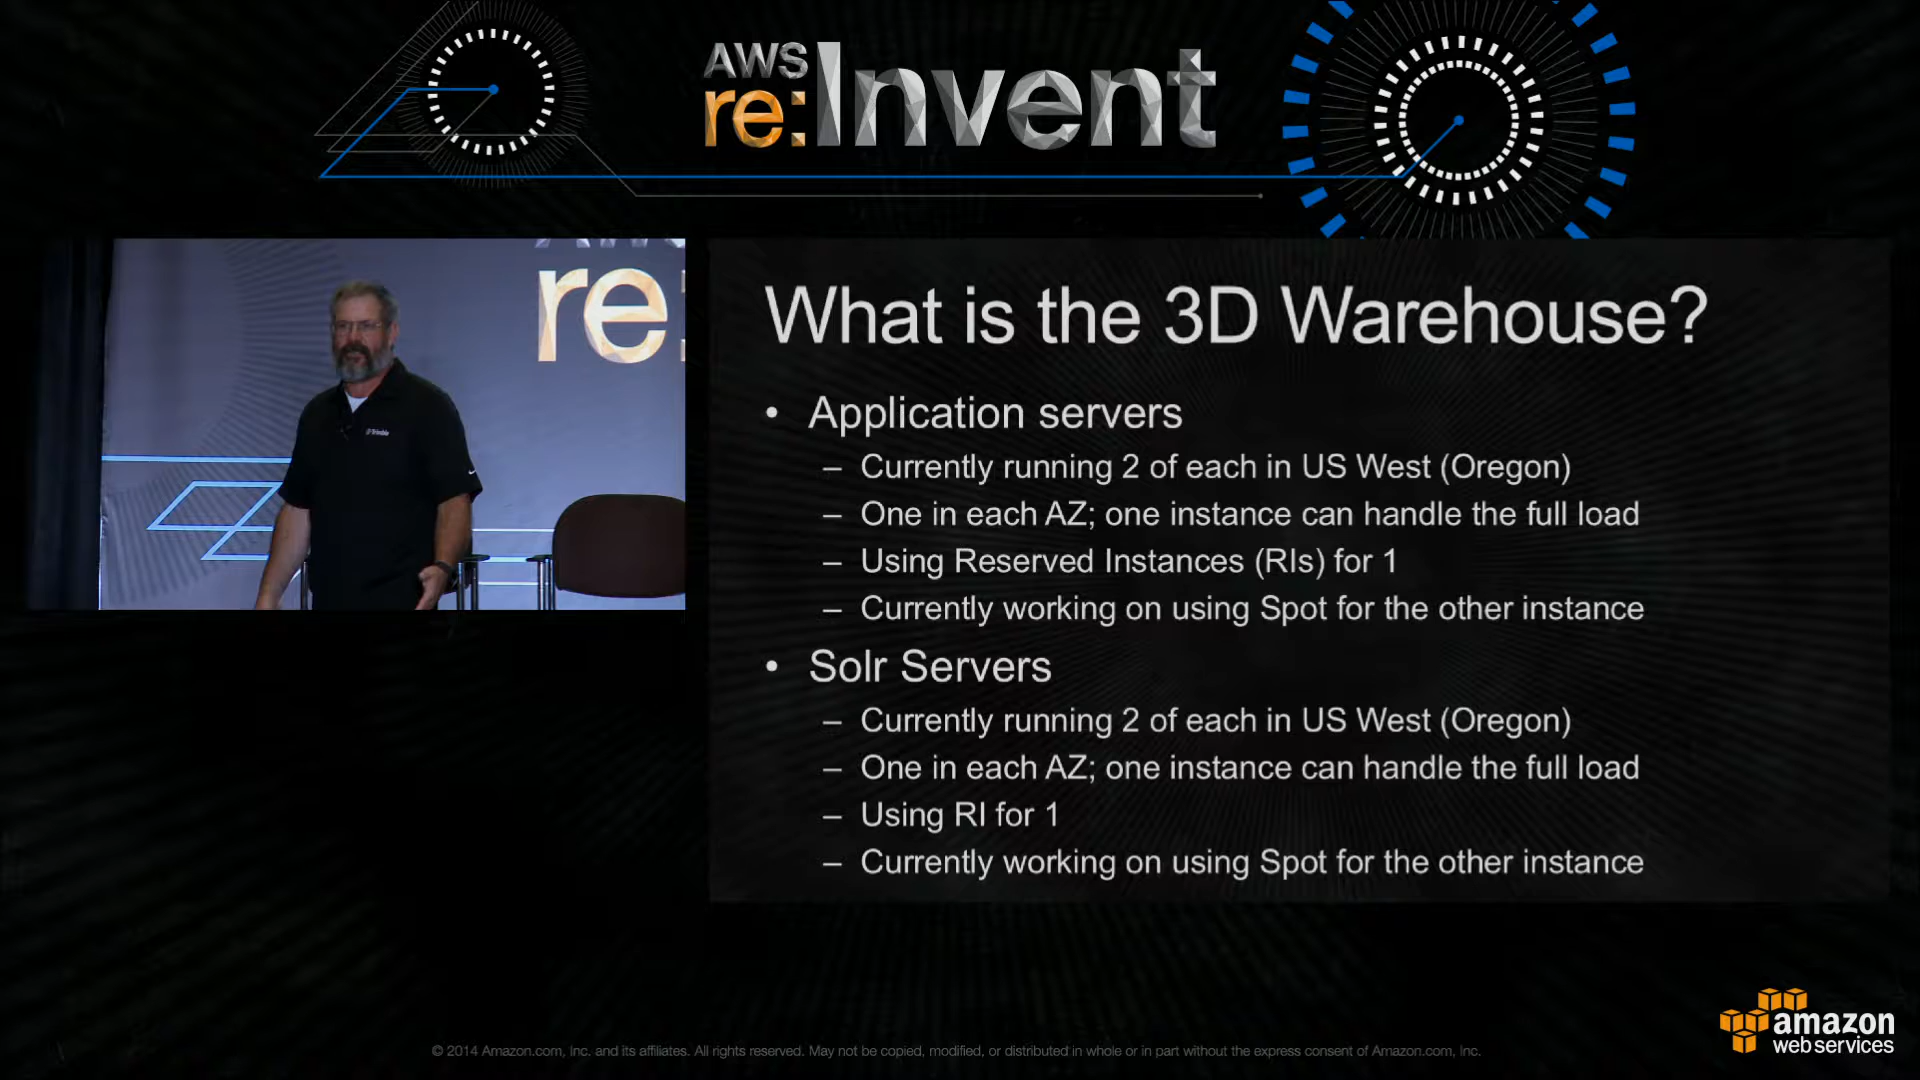 AWS
re:Invent
re:
Trimble
What is the 3D Warehouse?
• Application servers
– Currently running 2 of each in US West (Oregon)
– One in each AZ; one instance can handle the full load
– Using Reserved Instances (RIs) for 1
– Currently working on using Spot for the other instance
• Solr Servers
– Currently running 2 of each in US West (Oregon)
– One in each AZ; one instance can handle the full load
– Using RI for 1
– Currently working on using Spot for the other instance
amazon
web services
© 2014 Amazon.com, Inc. and its affiliates. All rights reserved. May not be copied, modified, or distributed in whole or in part without the express consent of Amazon.com, Inc.